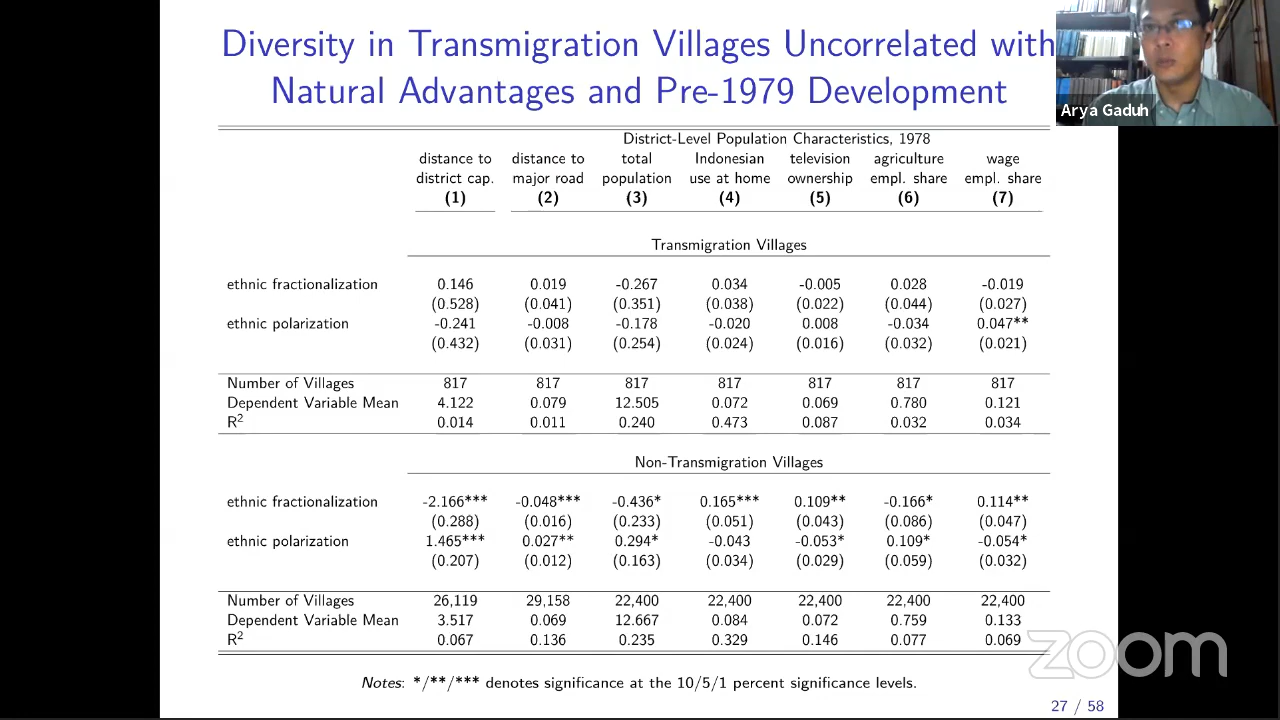 Diversity in Transmigration Villages Uncorrelated with
Natural Advantages and Pre-1979 Development
Arya Gaduh
District-Level Population Characteristics, 1978
distance to distance to total Indonesian television agriculture wage
district cap. major road population use at home ownership empl. share empl. share
(1) (2) (3) (4) (5) (6) (7)
Transmigration Villages
ethnic fractionalization 0.146 0.019 -0.267 0.034 -0.005 0.028 -0.019
(0.528) (0.041) (0.351) (0.038) (0.022) (0.044) (0.027)
ethnic polarization -0.241 -0.008 -0.178 -0.020 0.008 -0.034 0.047**
(0.432) (0.031) (0.254) (0.024) (0.016) (0.032) (0.021)
Number of Villages 817 817 817 817 817 817 817
Dependent Variable Mean 4.122 0.079 12.505 0.072 0.069 0.780 0.121
R² 0.014 0.011 0.240 0.473 0.087 0.032 0.034
Non-Transmigration Villages
ethnic fractionalization -2.166*** -0.048*** -0.436* 0.165*** 0.109** -0.166* 0.114**
(0.288) (0.016) (0.233) (0.051) (0.043) (0.086) (0.047)
ethnic polarization 1.465*** 0.027** 0.294* -0.043 -0.053* 0.109* -0.054*
(0.207) (0.012) (0.163) (0.034) (0.029) (0.059) (0.032)
Number of Villages 26,119 29,158 22,400 22,400 22,400 22,400 22,400
Dependent Variable Mean 3.517 0.069 12.667 0.084 0.072 0.759 0.133
R² 0.067 0.136 0.235 0.329 0.146 0.077 0.069
zoom
Notes: */**/*** denotes significance at the 10/5/1 percent significance levels.
27 / 58